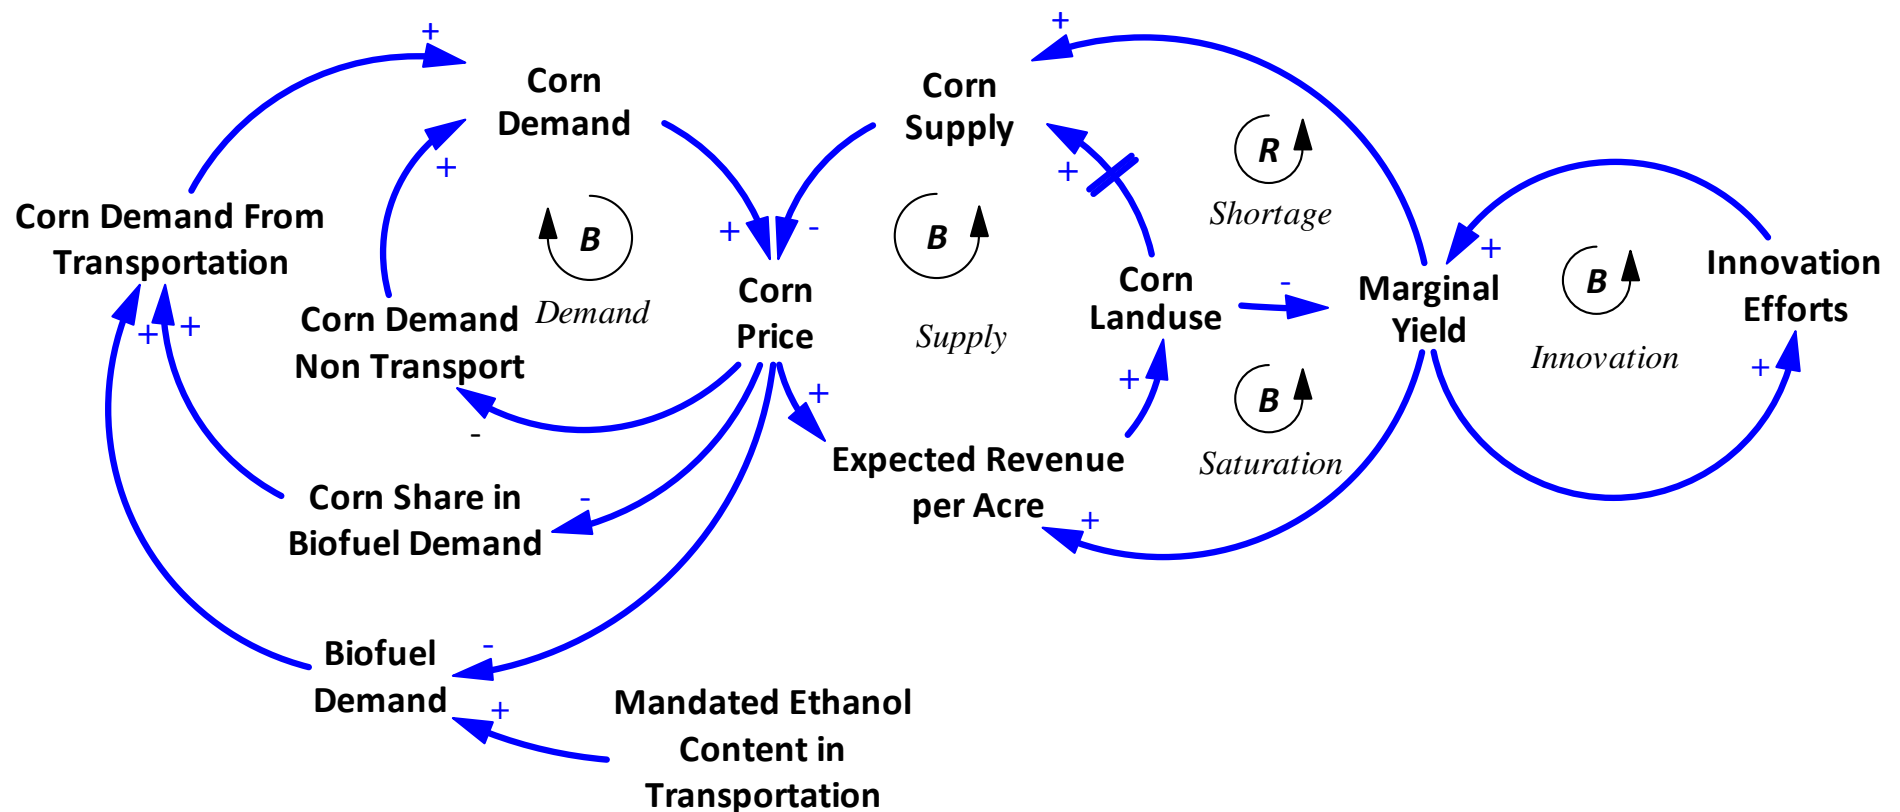 Corn
Demand
Corn
Supply
Corn Demand From
Transportation
Corn Demand
Non Transport
B
Demand
Corn
Price
B
Supply
R
Shortage
Corn
Landuse
Marginal
Yield
B
Innovation
Innovation
Efforts
B
Saturation
Expected Revenue
per Acre
Corn Share in
Biofuel Demand
Biofuel
Demand
Mandated Ethanol
Content in
Transportation
+
+
+
-
+
+
-
+
+
+
+
+
+
-
-
-
+
+
+
+